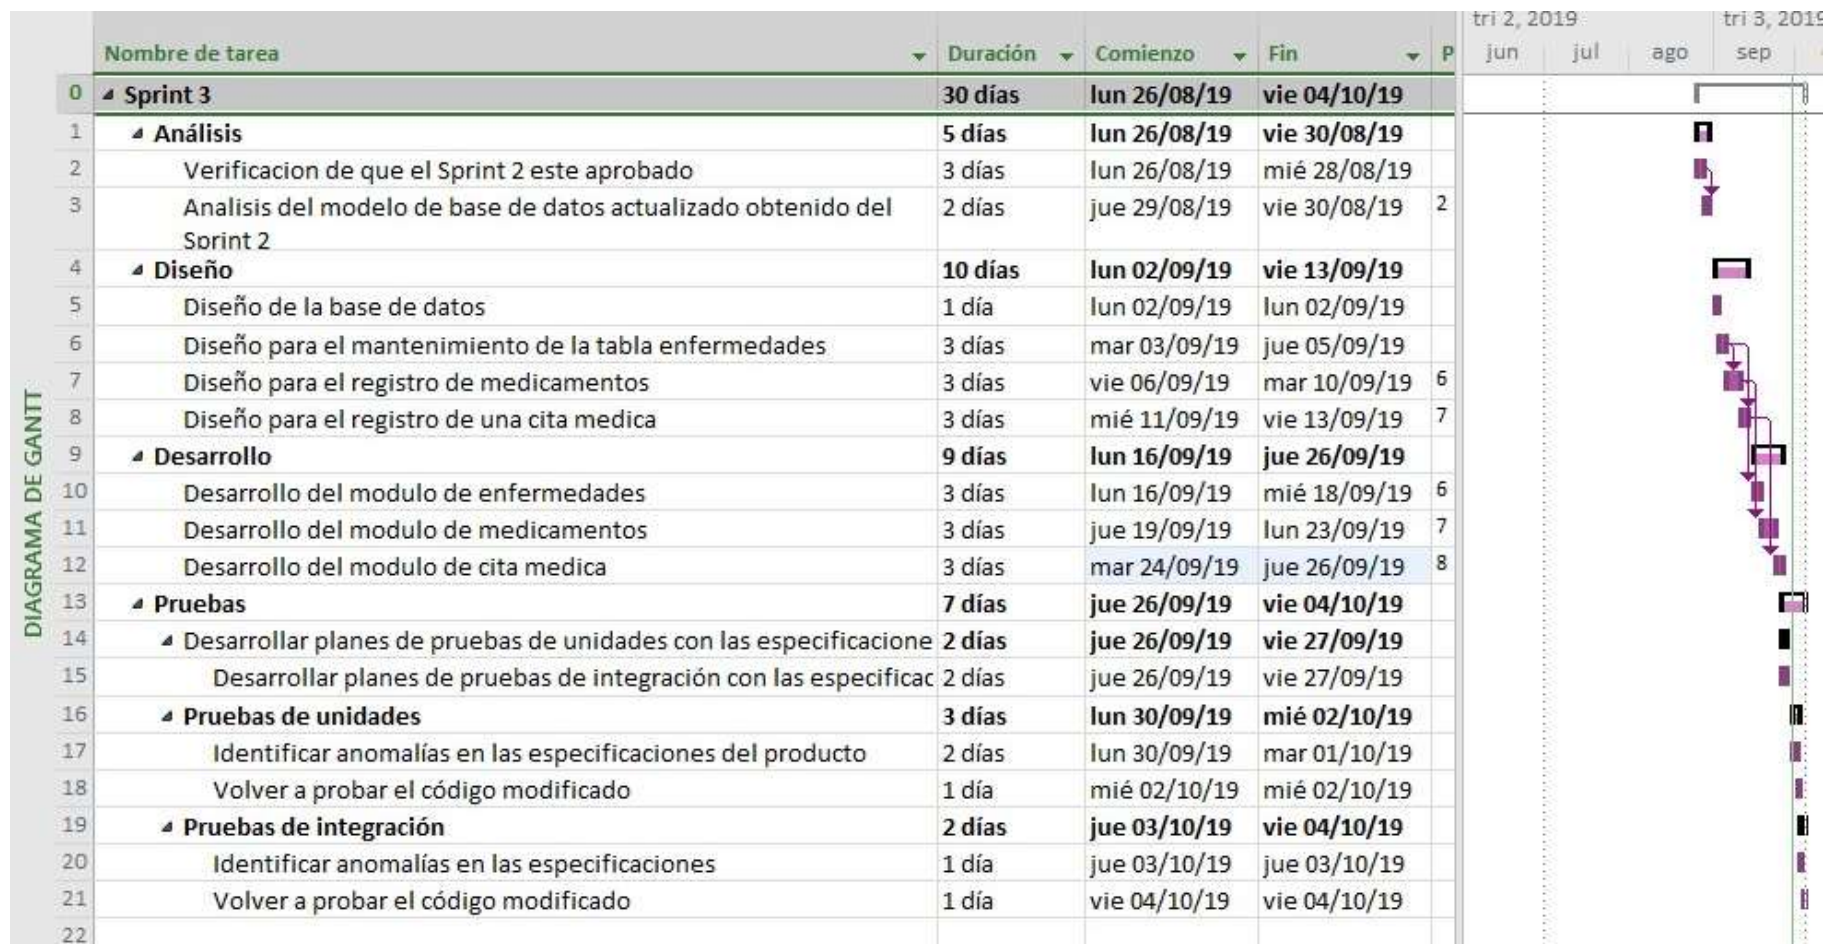 tri 2, 2019 tri 3, 2019
Nombre de tarea Duración Comienzo Fin P jun jul ago sep
0 Sprint 3 30 días lun 26/08/19 vie 04/10/19
1 Análisis 5 días lun 26/08/19 vie 30/08/19
2 Verificacion de que el Sprint 2 este aprobado 3 días lun 26/08/19 mié 28/08/19
3 Analisis del modelo de base de datos actualizado obtenido del 2 días jue 29/08/19 vie 30/08/19 2
Sprint 2
4 Diseño 10 días lun 02/09/19 vie 13/09/19
5 Diseño de la base de datos 1 día lun 02/09/19 lun 02/09/19
6 Diseño para el mantenimiento de la tabla enfermedades 3 días mar 03/09/19 jue 05/09/19
7 Diseño para el registro de medicamentos 3 días vie 06/09/19 mar 10/09/19 6
8 Diseño para el registro de una cita medica 3 días mié 11/09/19 vie 13/09/19 7
9 Desarrollo 9 días lun 16/09/19 jue 26/09/19
10 Desarrollo del modulo de enfermedades 3 días lun 16/09/19 mié 18/09/19 6
11 Desarrollo del modulo de medicamentos 3 días jue 19/09/19 lun 23/09/19 7
12 Desarrollo del modulo de cita medica 3 días mar 24/09/19 jue 26/09/19 8
13 Pruebas 7 días jue 26/09/19 vie 04/10/19
14 Desarrollar planes de pruebas de unidades con las especificacione 2 días jue 26/09/19 vie 27/09/19
15 Desarrollar planes de pruebas de integración con las especificac 2 días jue 26/09/19 vie 27/09/19
16 Pruebas de unidades 3 días lun 30/09/19 mié 02/10/19
17 Identificar anomalías en las especificaciones del producto 2 días lun 30/09/19 mar 01/10/19
18 Volver a probar el código modificado 1 día mié 02/10/19 mié 02/10/19
19 Pruebas de integración 2 días jue 03/10/19 vie 04/10/19
20 Identificar anomalías en las especificaciones 1 día jue 03/10/19 jue 03/10/19
21 Volver a probar el código modificado 1 día vie 04/10/19 vie 04/10/19
22
DIAGRAMA DE GANTT